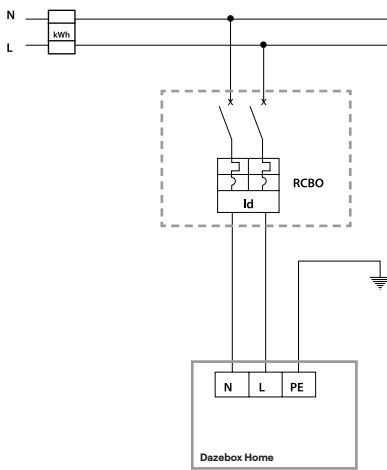 N
kWh
L
RCBO
Id
N L PE
Dazebox Home